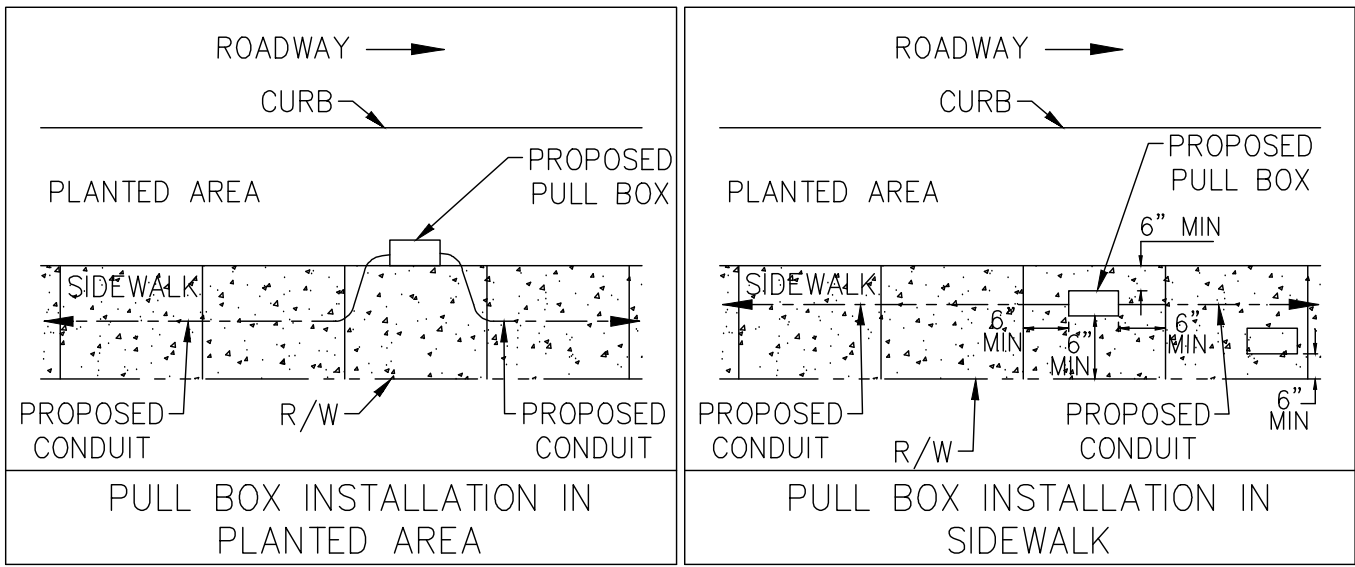 ROADWAY
CURB
PROPOSED
PULL BOX
PLANTED AREA
SIDEWALK
PROPOSED
CONDUIT
R/W
PROPOSED
CONDUIT
PULL BOX INSTALLATION IN
PLANTED AREA
ROADWAY
CURB
PROPOSED
PULL BOX
PLANTED AREA
6" MIN
SIDEWALK
6"
MIN
6"
MIN
6"
MIN
6"
MIN
PROPOSED
CONDUIT
R/W
PROPOSED
CONDUIT
PULL BOX INSTALLATION IN
SIDEWALK